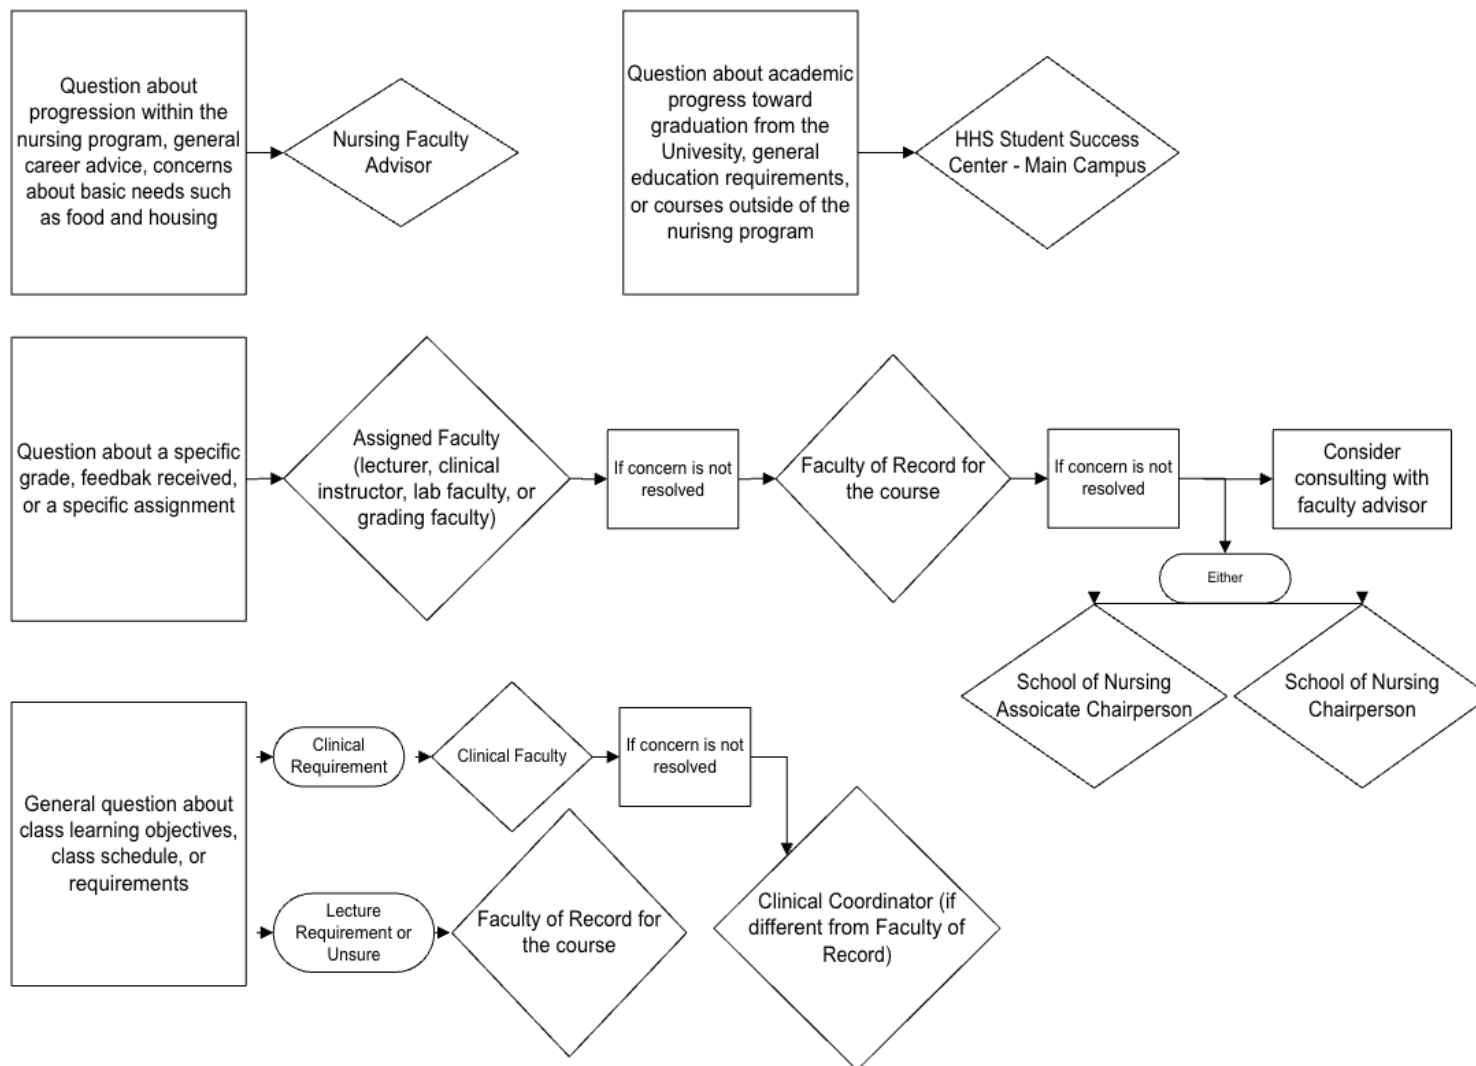 Question about
progression within the
nursing program, general
career advice, concerns
about basic needs such
as food and housing
Nursing Faculty
Advisor
Question about academic
progress toward
graduation from the
Univesity, general
education requirements,
or courses outside of the
nurisng program
HHS Student Success
Center - Main Campus
Question about a specific
grade, feedbak received,
or a specific assignment
Assigned Faculty
(lecturer, clinical
instructor, lab faculty, or
grading faculty)
If concern is not
resolved
Faculty of Record for
the course
If concern is not
resolved
Consider
consulting with
faculty advisor
Either
School of Nursing
Assoicate Chairperson
School of Nursing
Chairperson
General question about
class learning objectives,
class schedule, or
requirements
Clinical
Requirement
Clinical Faculty
If concern is not
resolved
Clinical Coordinator (if
different from Faculty of
Record)
Lecture
Requirement or
Unsure
Faculty of Record for
the course